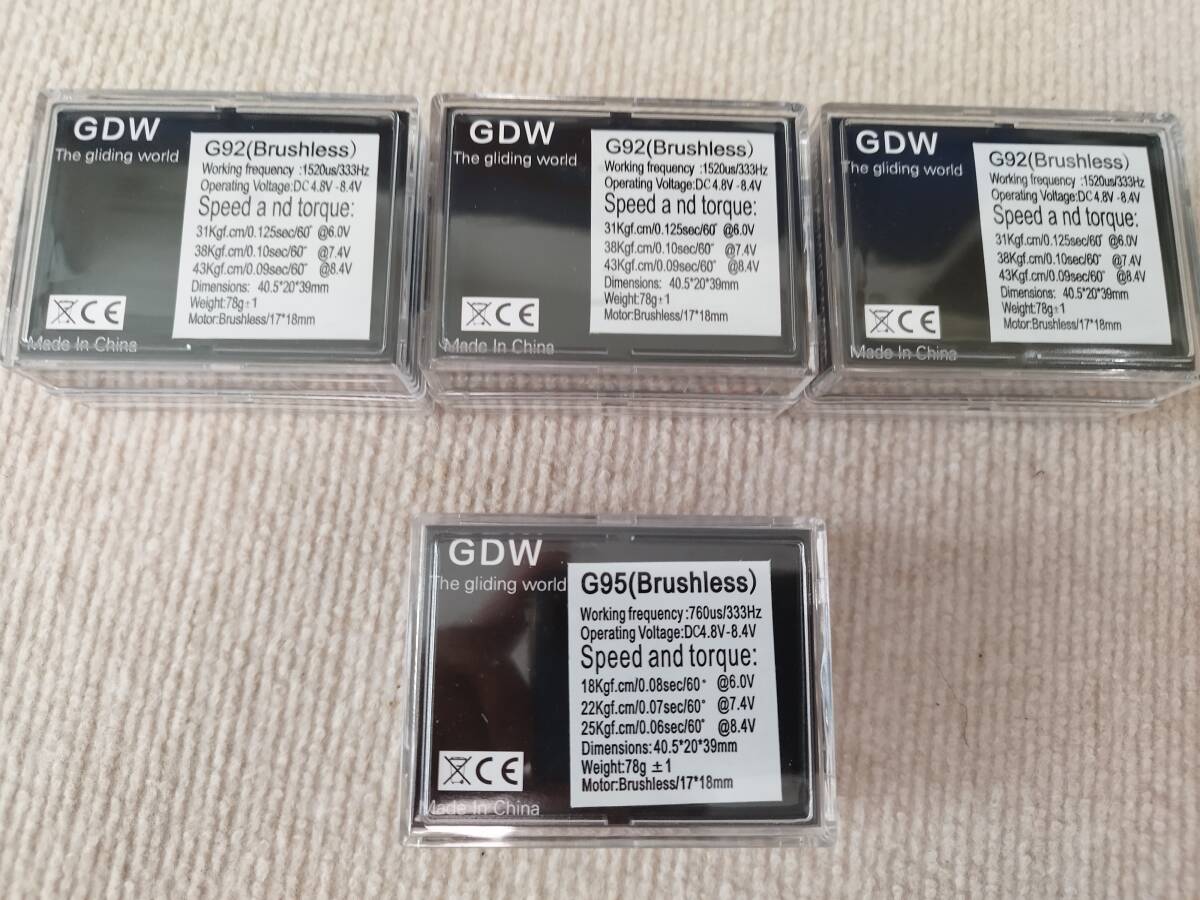 GDW
The gliding world
G92(Brushless)
Working frequency :1520us/333Hz
Operating Voltage:DC 4.8V -8.4V
Speed a nd torque:
31Kgf.cm/0.125sec/60° @6.0V
38Kgf.cm/0.10sec/60° @7.4V
43Kgf.cm/0.09sec/60° @8.4V
Dimensions: 40.5*20*39mm
Weight:78g±1
Motor:Brushless/17*18mm
CE
Made In China
GDW
The gliding world
G92(Brushless)
Working frequency :1520us/333Hz
Operating Voltage:DC 4.8V -8.4V
Speed a nd torque:
31Kgf.cm/0.125sec/60° @6.0V
38Kgf.cm/0.10sec/60° @7.4V
43Kgf.cm/0.09sec/60° @8.4V
Dimensions: 40.5*20*39mm
Weight:78g±1
Motor:Brushless/17*18mm
CE
Made In China
GDW
The gliding world
G92(Brushless)
Working frequency :1520us/333Hz
Operating Voltage:DC 4.8V -8.4V
Speed a nd torque:
31Kgf.cm/0.125sec/60° @6.0V
38Kgf.cm/0.10sec/60° @7.4V
43Kgf.cm/0.09sec/60° @8.4V
Dimensions: 40.5*20*39mm
Weight:78g±1
Motor:Brushless/17*18mm
CE
Made In China
GDW
The gliding world
G95(Brushless)
Working frequency:760us/333Hz
Operating Voltage:DC4.8V-8.4V
Speed and torque:
18Kgf.cm/0.08sec/60° @6.0V
22Kgf.cm/0.07sec/60° @7.4V
25Kgf.cm/0.06sec/60° @8.4V
Dimensions:40.5*20*39mm
Weight:78g ±1
Motor:Brushless/17*18mm
CE
Made In China